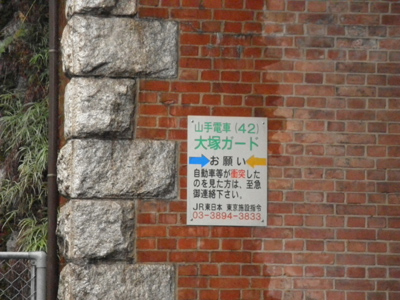 山手電車（42）
大塚ガード
お願い
自動車等が衝突した
のを見た方は、至急
御連絡下さい。
JR東日本 東京施設指令
03-3894-3833